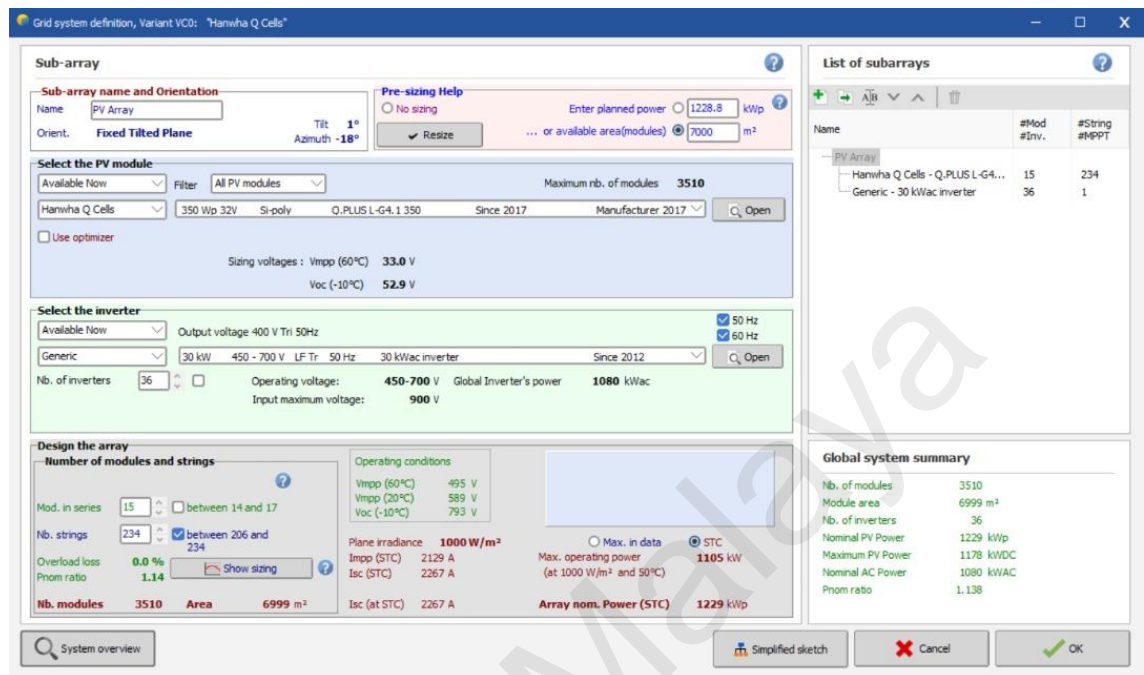 Grid system definition, Variant VC0: "Hanwha Q Cells"
Sub-array
Sub-array name and Orientation
Name PV Array
Orient. Fixed Tilted Plane
Tilt 1°
Azimuth -18°
Pre-sizing Help
No sizing
Enter planned power 1228.8 kWp
Resize
... or available area(modules) 7000 m²
Select the PV module
Available Now Filter All PV modules Maximum nb. of modules 3510
Hanwha Q Cells 350 Wp 32V Si-poly Q.PLUS L-G4.1 350 Since 2017 Manufacturer 2017 Open
Use optimizer
Sizing voltages : Vmpp (60°C) 33.0 V
Voc (-10°C) 52.9 V
Select the inverter
Available Now Output voltage 400 V Tri 50Hz
50 Hz
60 Hz
Generic 30 kW 450 - 700 V LF Tr 50 Hz 30 kWac inverter Since 2012 Open
Nb. of inverters 36 Operating voltage: 450-700 V Global Inverter's power 1080 kWac
Input maximum voltage: 900 V
Design the array
Number of modules and strings
Mod. in series 15 between 14 and 17
Nb. strings 234 between 206 and
234
Overload loss 0.0 %
Pnom ratio 1.14
Show sizing
Nb. modules 3510 Area 6999 m²
Operating conditions
Vmpp (60°C) 495 V
Vmpp (20°C) 589 V
Voc (-10°C) 793 V
Plane irradiance 1000 W/m²
Impp (STC) 2129 A
Isc (STC) 2267 A
Isc (at STC) 2267 A
Max. in data STC
Max. operating power 1105 kW
(at 1000 W/m² and 50°C)
Array nom. Power (STC) 1229 kWp
List of subarrays
Name #Mod #String
#Inv. #MPPT
PV Array
Hanwha Q Cells - Q.PLUS L-G4... 15 234
Generic - 30 kWac inverter 36 1
Global system summary
Nb. of modules 3510
Module area 6999 m²
Nb. of inverters 36
Nominal PV Power 1229 kWp
Maximum PV Power 1178 kWDC
Nominal AC Power 1080 kWAC
Pnom ratio 1.138
System overview
Simplified sketch
Cancel
OK
Malaya